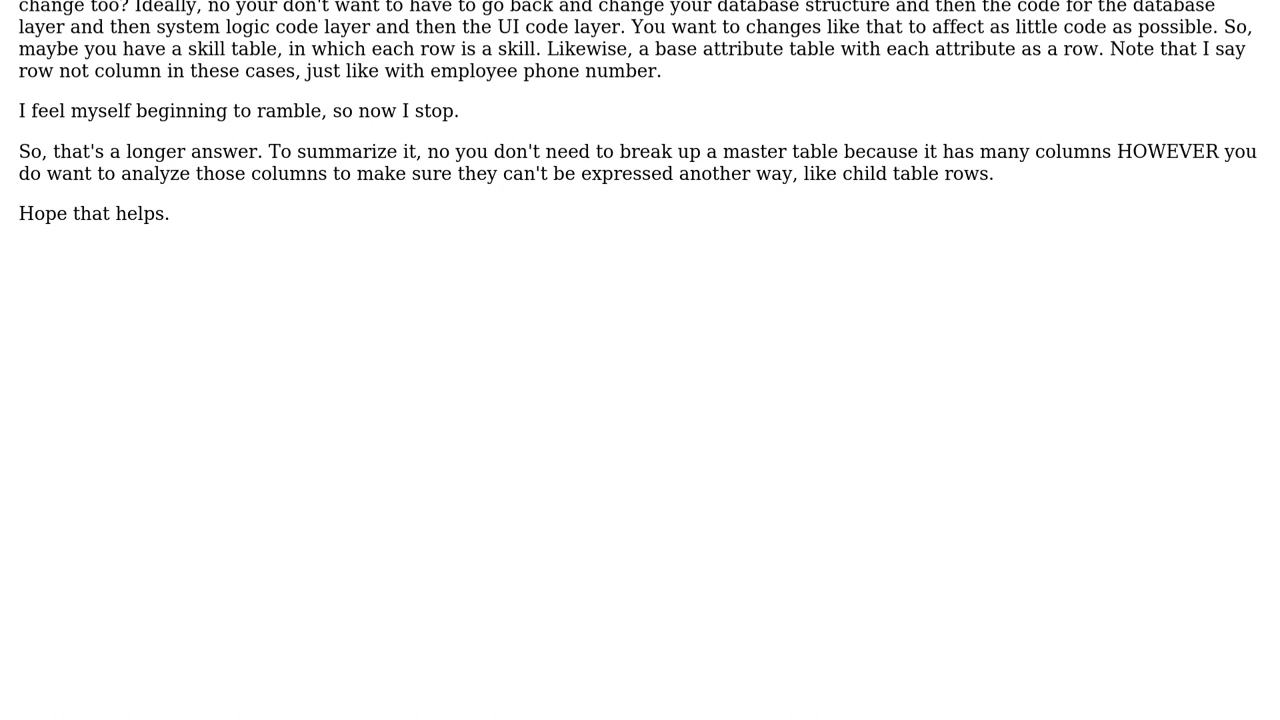 change too? Ideally, no your don't want to have to go back and change your database structure and then the code for the database
layer and then system logic code layer and then the UI code layer. You want to changes like that to affect as little code as possible. So,
maybe you have a skill table, in which each row is a skill. Likewise, a base attribute table with each attribute as a row. Note that I say
row not column in these cases, just like with employee phone number.
I feel myself beginning to ramble, so now I stop.
So, that's a longer answer. To summarize it, no you don't need to break up a master table because it has many columns HOWEVER you
do want to analyze those columns to make sure they can't be expressed another way, like child table rows.
Hope that helps.